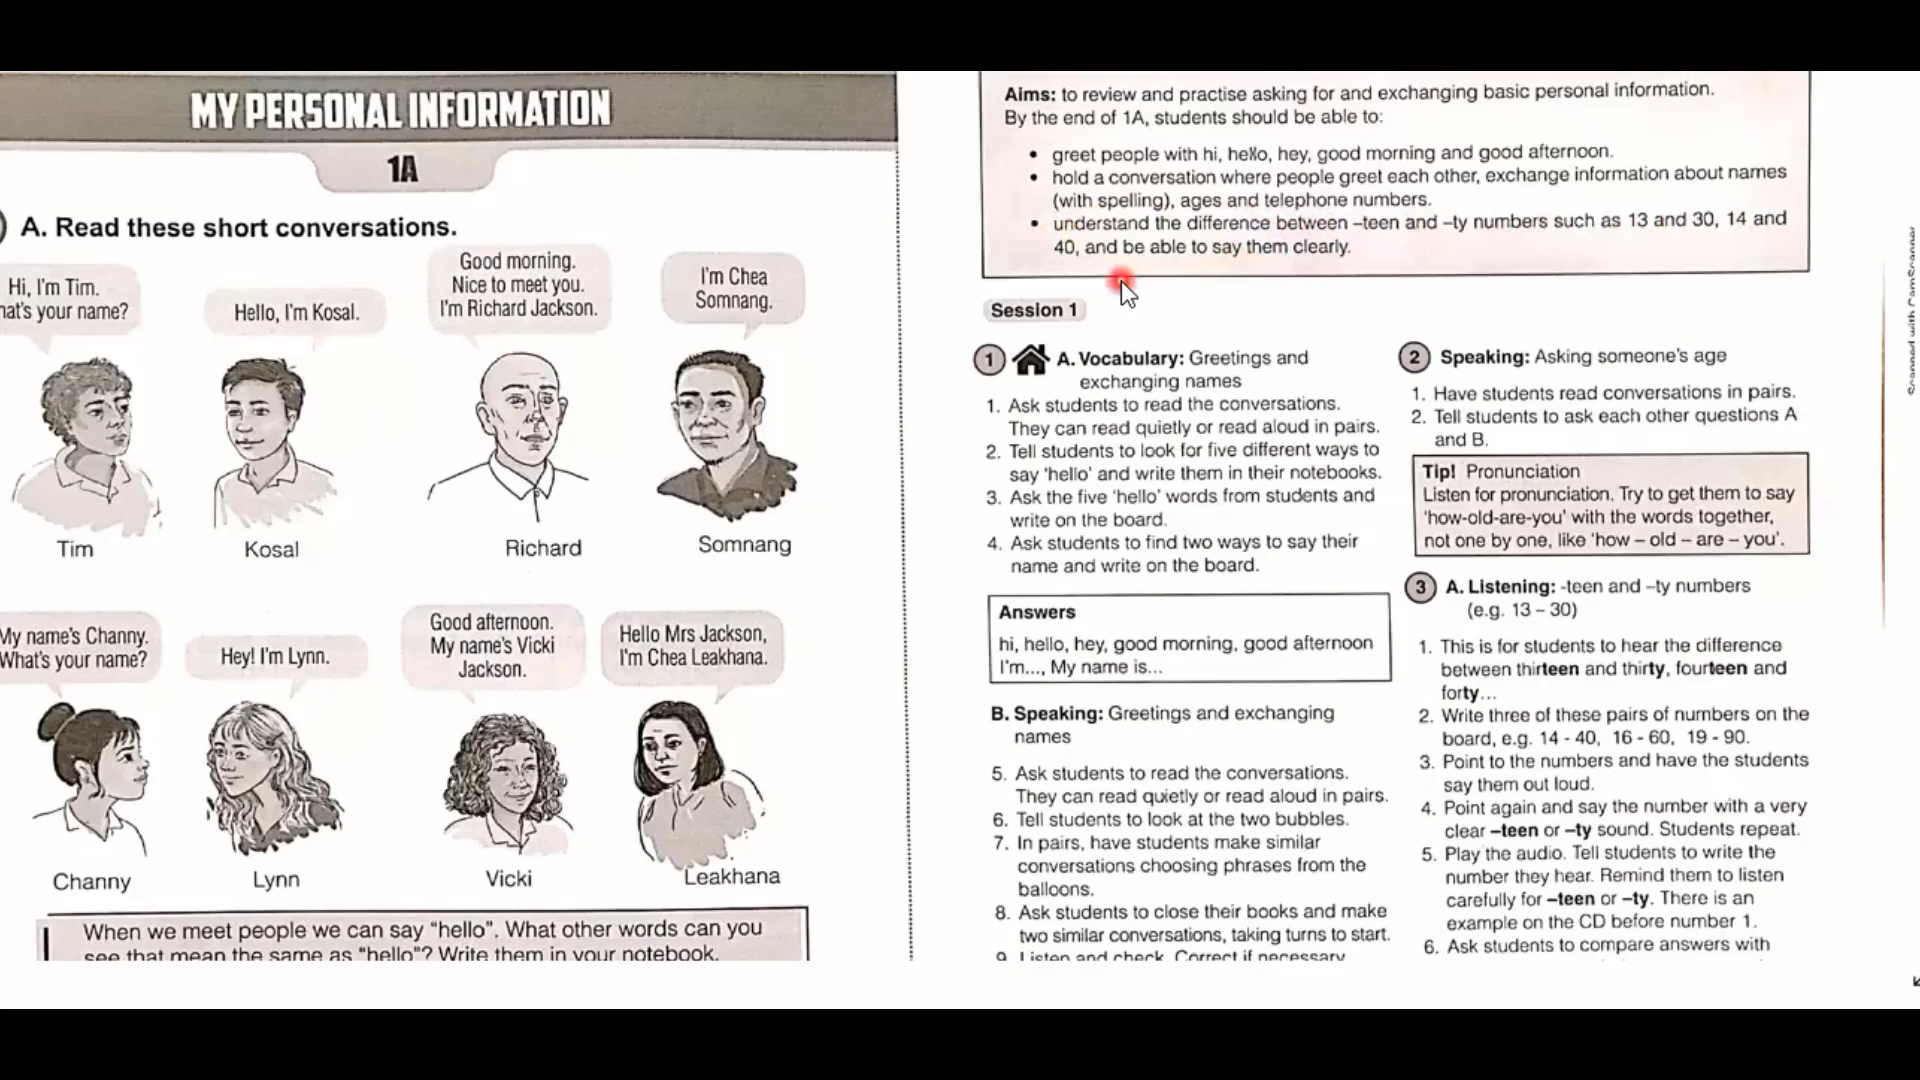 MY PERSONAL INFORMATION
1A
A. Read these short conversations.
Hi, I'm Tim.
hat's your name?
Hello, I'm Kosal.
Good morning.
Nice to meet you.
I'm Richard Jackson.
I'm Chea
Somnang.
Tim
Kosal
Richard
Somnang
My name's Channy.
What's your name?
Hey! I'm Lynn.
Good afternoon.
My name's Vicki
Jackson.
Hello Mrs Jackson,
I'm Chea Leakhana.
Channy
Lynn
Vicki
Leakhana
When we meet people we can say “hello”. What other words can you
see that mean the same as “hello”? Write them in your notebook.
Aims: to review and practise asking for and exchanging basic personal information.
By the end of 1A, students should be able to:
• greet people with hi, hello, hey, good morning and good afternoon.
• hold a conversation where people greet each other, exchange information about names
(with spelling), ages and telephone numbers.
• understand the difference between –teen and –ty numbers such as 13 and 30, 14 and
40, and be able to say them clearly.
Session 1
1 A. Vocabulary: Greetings and
exchanging names
1. Ask students to read the conversations.
They can read quietly or read aloud in pairs.
2. Tell students to look for five different ways to
say ‘hello’ and write them in their notebooks.
3. Ask the five ‘hello’ words from students and
write on the board.
4. Ask students to find two ways to say their
name and write on the board.
Answers
hi, hello, hey, good morning, good afternoon
I'm..., My name is...
B. Speaking: Greetings and exchanging
names
5. Ask students to read the conversations.
They can read quietly or read aloud in pairs.
6. Tell students to look at the two bubbles.
7. In pairs, have students make similar
conversations choosing phrases from the
balloons.
8. Ask students to close their books and make
two similar conversations, taking turns to start.
9. Listen and check. Correct if necessary
2 Speaking: Asking someone's age
1. Have students read conversations in pairs.
2. Tell students to ask each other questions A
and B.
Tip! Pronunciation
Listen for pronunciation. Try to get them to say
‘how-old-are-you’ with the words together,
not one by one, like ‘how – old – are – you’.
3 A. Listening: -teen and –ty numbers
(e.g. 13 – 30)
1. This is for students to hear the difference
between thirteen and thirty, fourteen and
forty…
2. Write three of these pairs of numbers on the
board, e.g. 14 - 40, 16 - 60, 19 - 90.
3. Point to the numbers and have the students
say them out loud.
4. Point again and say the number with a very
clear –teen or –ty sound. Students repeat.
5. Play the audio. Tell students to write the
number they hear. Remind them to listen
carefully for –teen or –ty. There is an
example on the CD before number 1.
6. Ask students to compare answers with
Scanned with CamScanner